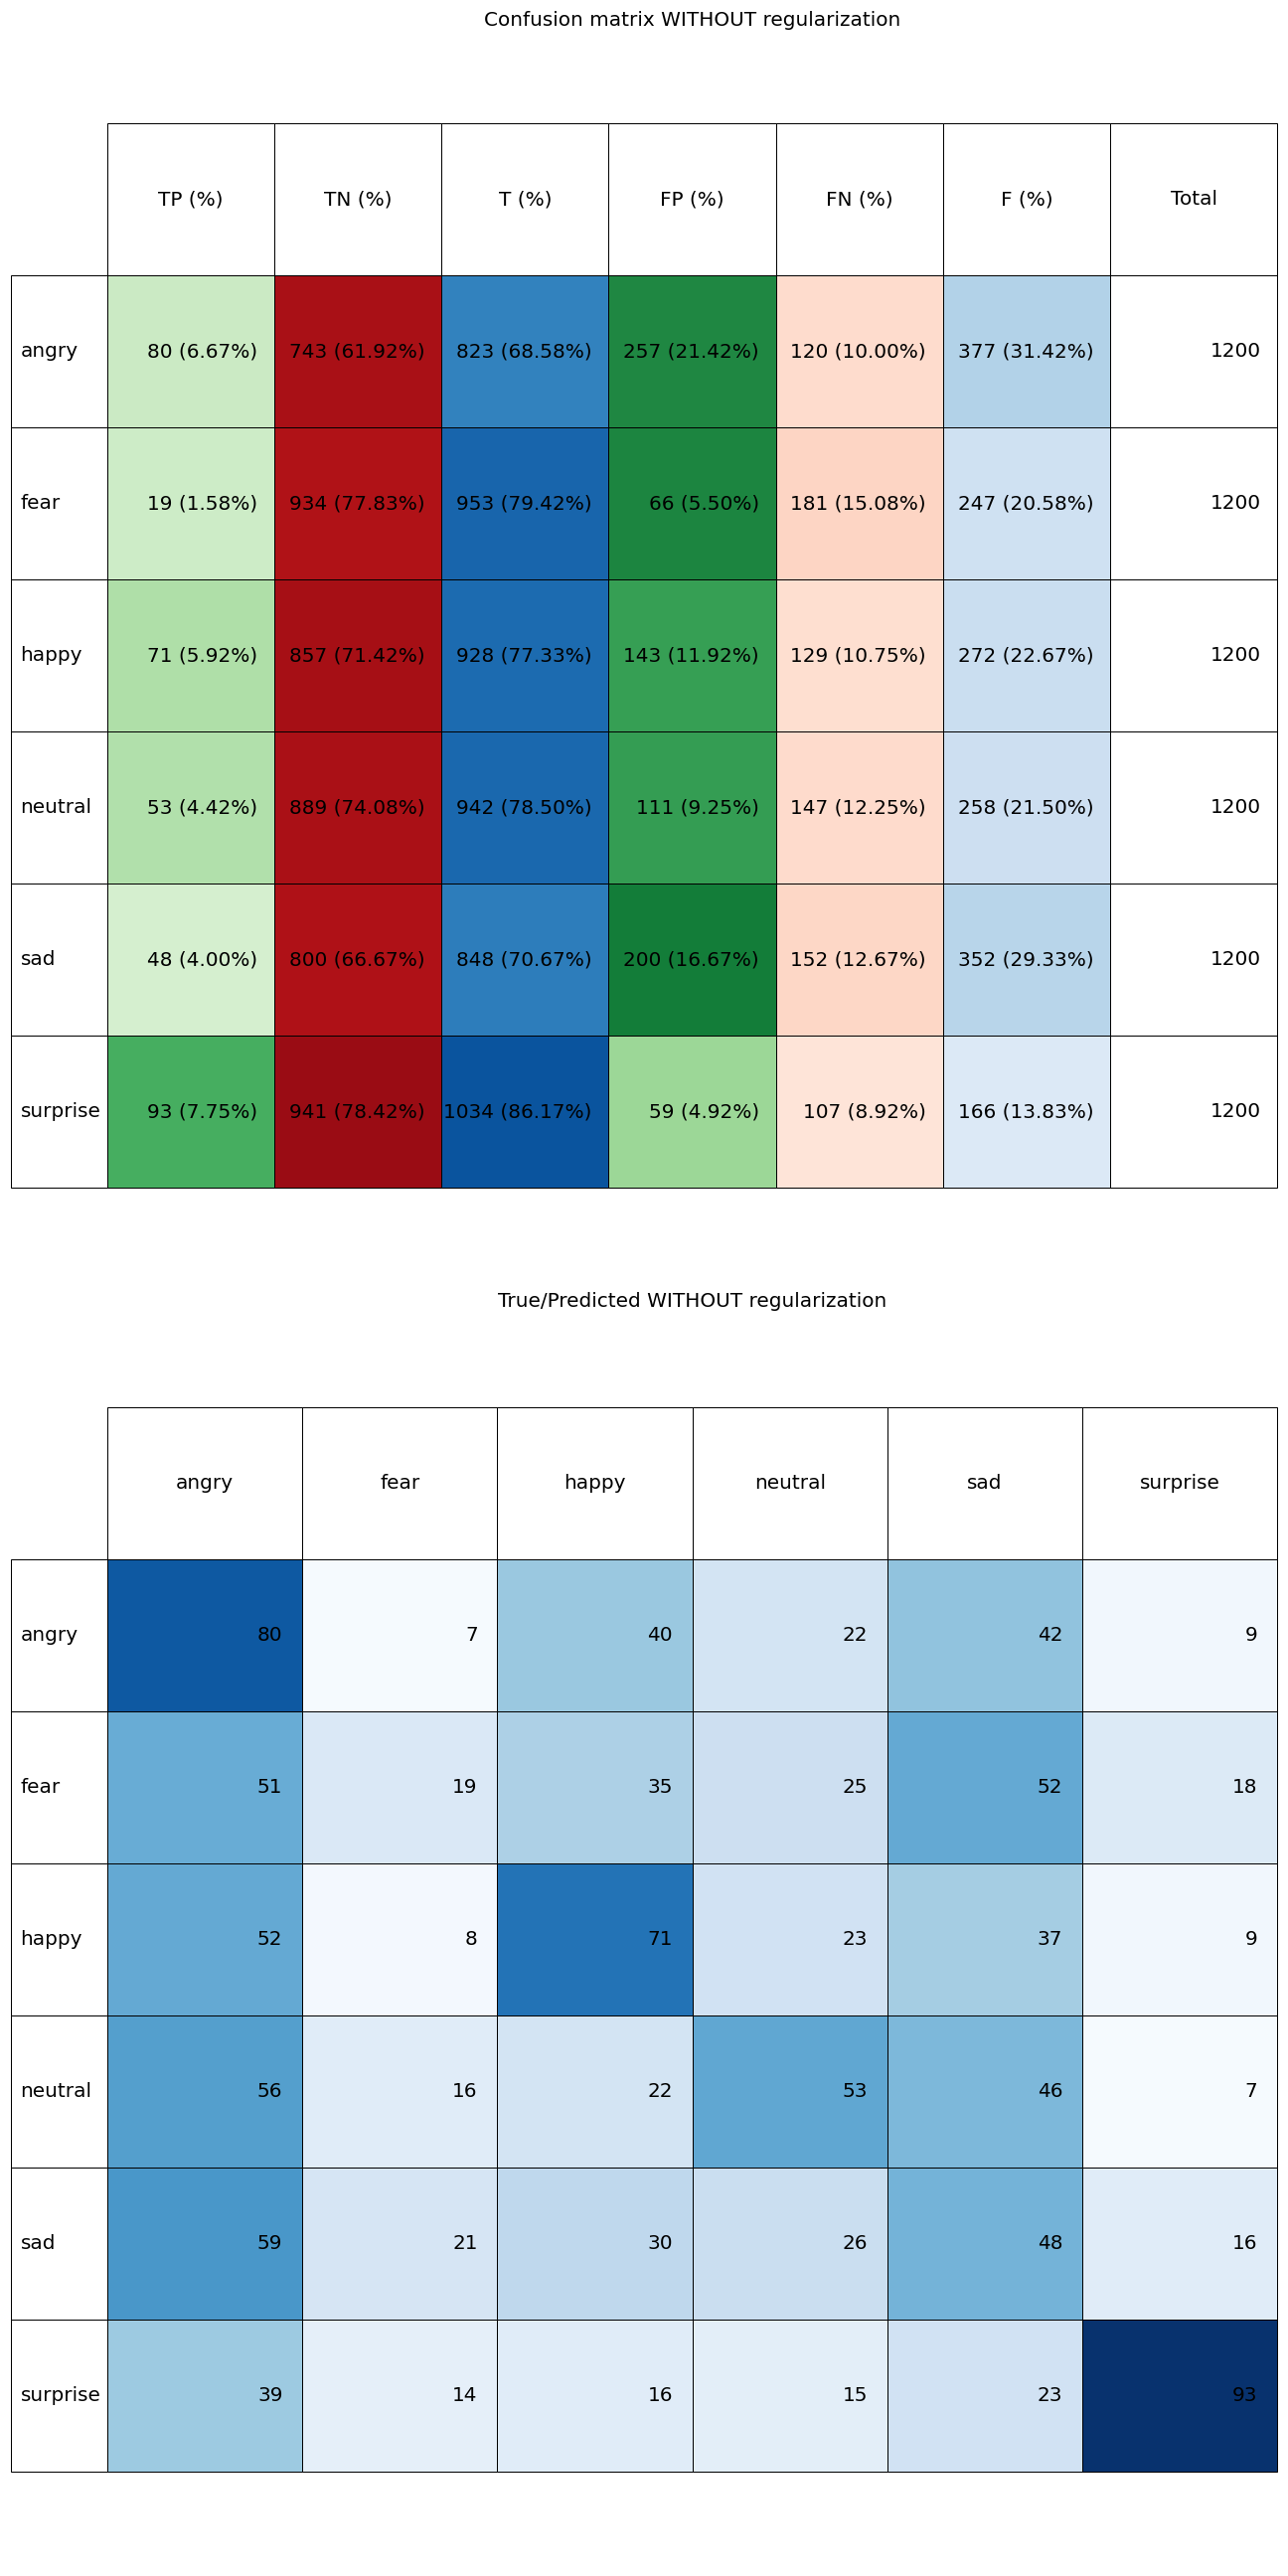 Confusion matrix WITHOUT regularization
TP (%) TN (%) T (%) FP (%) FN (%) F (%) Total
angry 80 (6.67%) 743 (61.92%) 823 (68.58%) 257 (21.42%) 120 (10.00%) 377 (31.42%) 1200
fear 19 (1.58%) 934 (77.83%) 953 (79.42%) 66 (5.50%) 181 (15.08%) 247 (20.58%) 1200
happy 71 (5.92%) 857 (71.42%) 928 (77.33%) 143 (11.92%) 129 (10.75%) 272 (22.67%) 1200
neutral 53 (4.42%) 889 (74.08%) 942 (78.50%) 111 (9.25%) 147 (12.25%) 258 (21.50%) 1200
sad 48 (4.00%) 800 (66.67%) 848 (70.67%) 200 (16.67%) 152 (12.67%) 352 (29.33%) 1200
surprise 93 (7.75%) 941 (78.42%) 1034 (86.17%) 59 (4.92%) 107 (8.92%) 166 (13.83%) 1200
True/Predicted WITHOUT regularization
angry fear happy neutral sad surprise
angry 80 7 40 22 42 9
fear 51 19 35 25 52 18
happy 52 8 71 23 37 9
neutral 56 16 22 53 46 7
sad 59 21 30 26 48 16
surprise 39 14 16 15 23 93